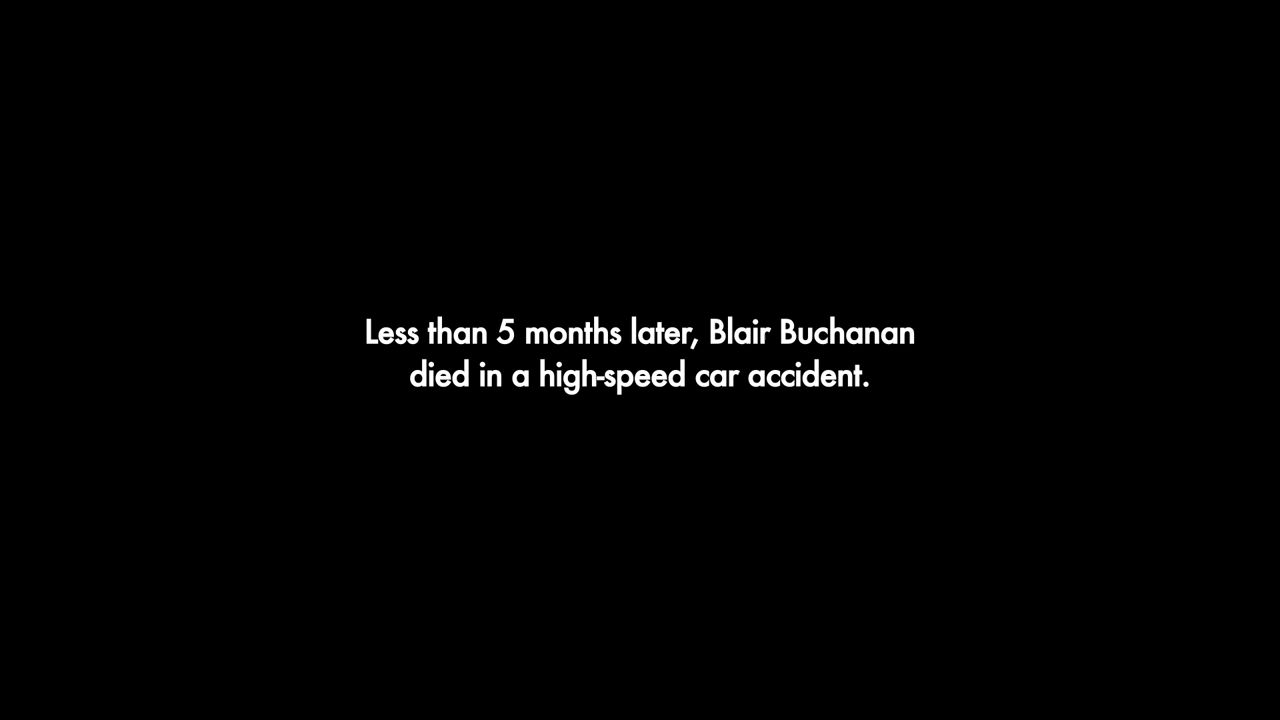 Less than 5 months later, Blair Buchanan
died in a high-speed car accident.